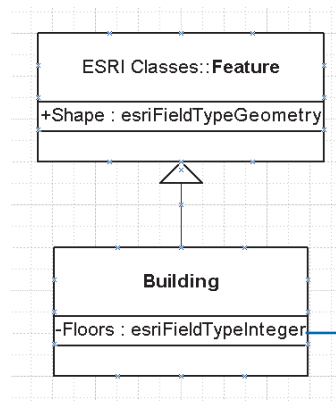 ESRI Classes::Feature
+Shape : esriFieldTypeGeometry
Building
-Floors : esriFieldTypeInteger